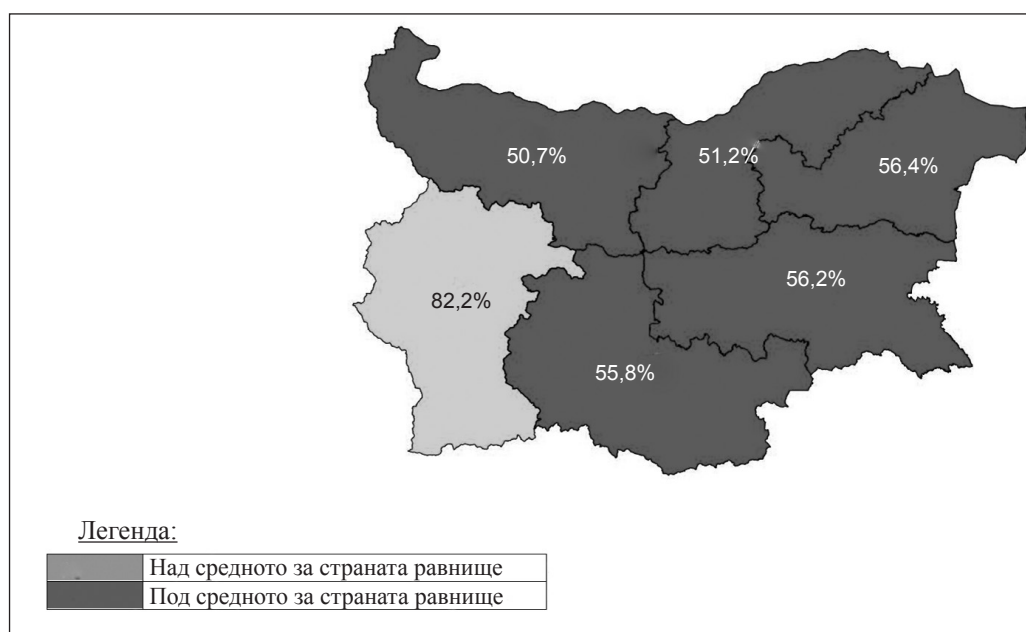 50,7%
51,2%
56,4%
82,2%
56,2%
55,8%
Легенда:
Над средното за страната равнище
Под средното за страната равнище